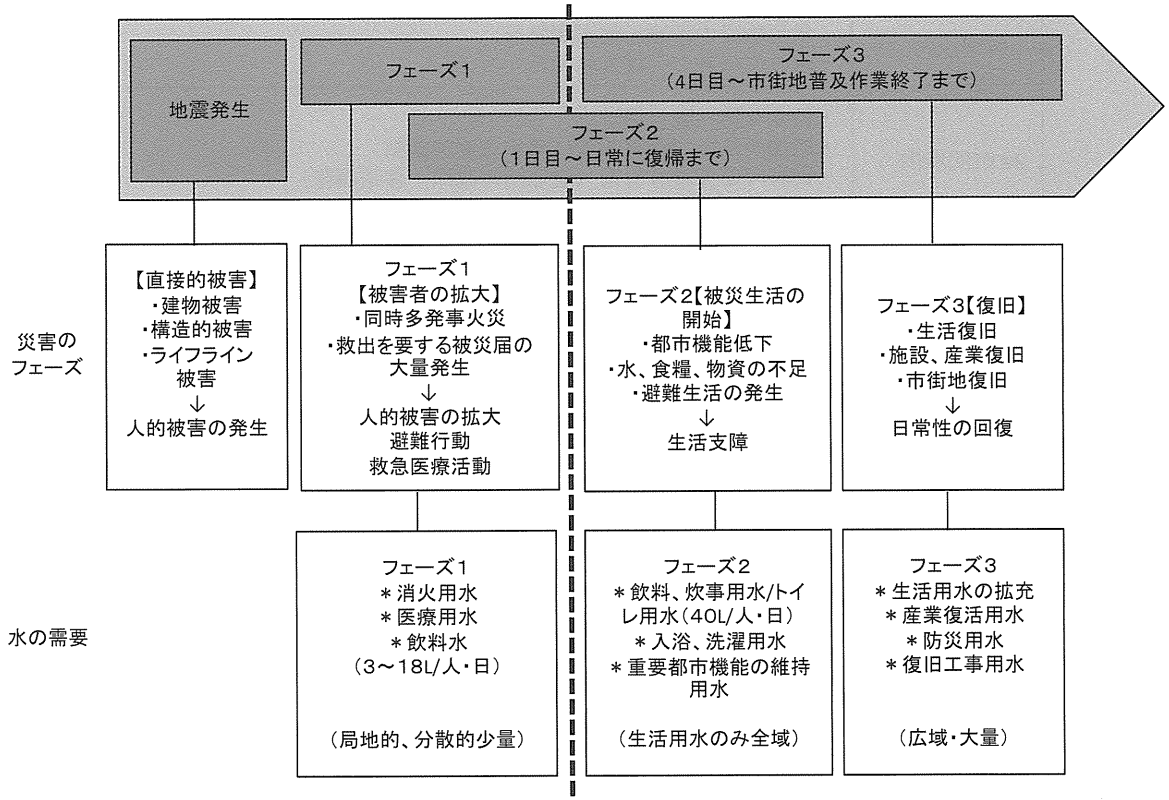 地震発生
フェーズ1
フェーズ2
(1日目～日常に復帰まで)
フェーズ3
(4日目～市街地普及作業終了まで)
災害の
フェーズ
【直接的被害】
・建物被害
・構造的被害
・ライフライン
被害
↓
人的被害の発生
フェーズ1
【被害者の拡大】
・同時多発事火災
・救出を要する被災届の
大量発生
↓
人的被害の拡大
避難行動
救急医療活動
フェーズ2【被災生活の
開始】
・都市機能低下
・水、食糧、物資の不足
・避難生活の発生
↓
生活支障
フェーズ3【復旧】
・生活復旧
・施設、産業復旧
・市街地復旧
↓
日常性の回復
水の需要
フェーズ1
＊消火用水
＊医療用水
＊飲料水
(3～18L/人・日)
(局地的、分散的少量)
フェーズ2
＊飲料、炊事用水/トイ
レ用水(40L/人・日)
＊入浴、洗濯用水
＊重要都市機能の維持
用水
(生活用水のみ全域)
フェーズ3
＊生活用水の拡充
＊産業復活用水
＊防災用水
＊復旧工事用水
(広域・大量)